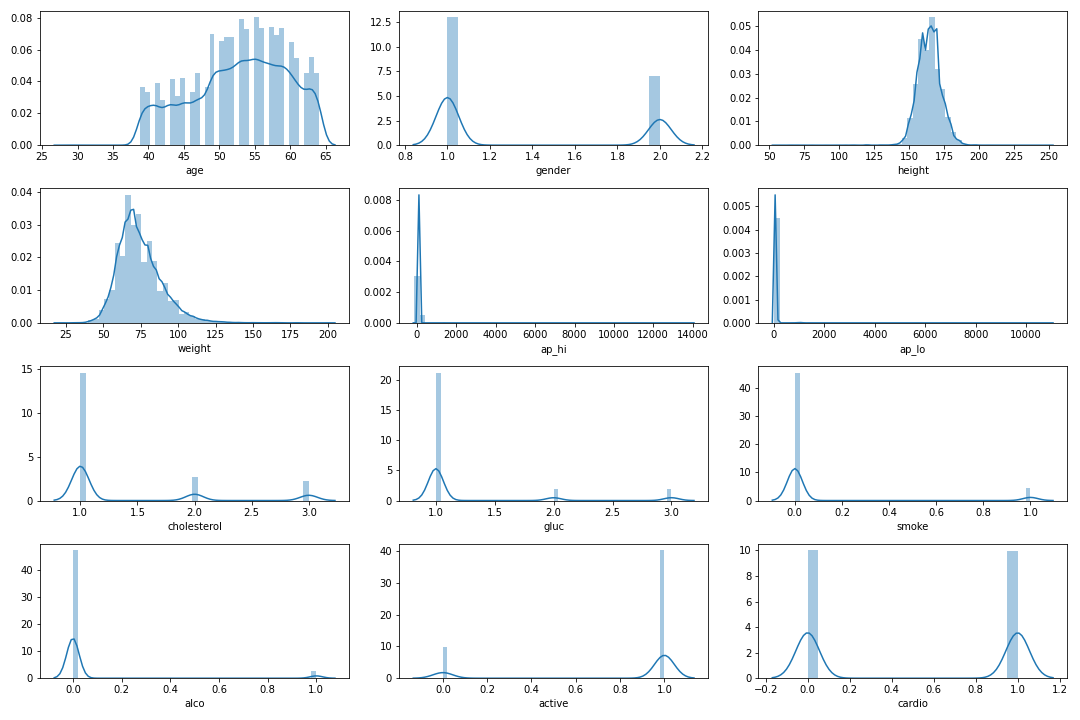 0.08
0.06
0.04
0.02
0.00
25 30 35 40 45 50 55 60 65
age
12.5
10.0
7.5
5.0
2.5
0.0
0.8 1.0 1.2 1.4 1.6 1.8 2.0 2.2
gender
0.05
0.04
0.03
0.02
0.01
0.00
50 75 100 125 150 175 200 225 250
height
0.04
0.03
0.02
0.01
0.00
25 50 75 100 125 150 175 200
weight
0.008
0.006
0.004
0.002
0.000
0 2000 4000 6000 8000 10000 12000 14000
ap_hi
0.005
0.004
0.003
0.002
0.001
0.000
0 2000 4000 6000 8000 10000
ap_lo
15
10
5
0
1.0 1.5 2.0 2.5 3.0
cholesterol
20
15
10
5
0
1.0 1.5 2.0 2.5 3.0
gluc
40
30
20
10
0
0.0 0.2 0.4 0.6 0.8 1.0
smoke
40
30
20
10
0
0.0 0.2 0.4 0.6 0.8 1.0
alco
40
30
20
10
0
0.0 0.2 0.4 0.6 0.8 1.0
active
10
8
6
4
2
0
−0.2 0.0 0.2 0.4 0.6 0.8 1.0 1.2
cardio